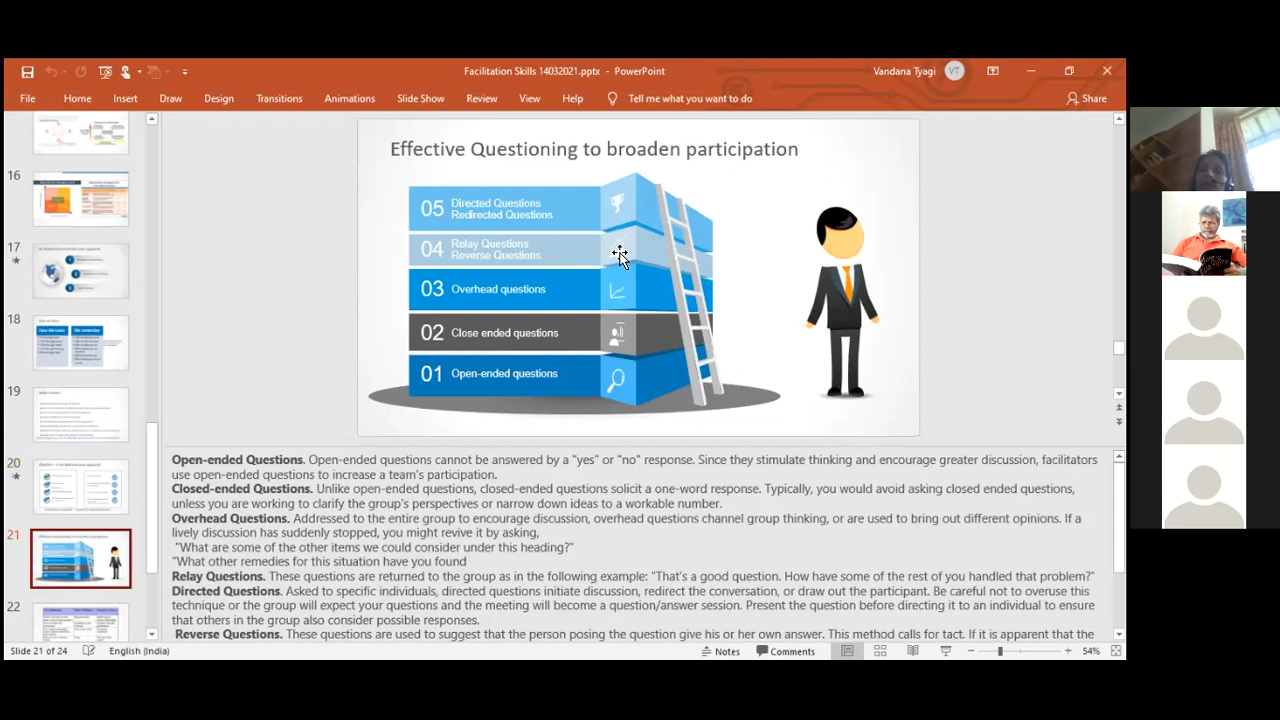 Facilitation Skills 14032021.pptx - PowerPoint
Vandana Tyagi VT
File Home Insert Draw Design Transitions Animations Slide Show Review View Help Tell me what you want to do Share
16
17
18
19
20
21
22
Effective Questioning to broaden participation
05 Directed Questions
Redirected Questions
04 Relay Questions
Reverse Questions
03 Overhead questions
02 Close ended questions
01 Open-ended questions
Open-ended Questions. Open-ended questions cannot be answered by a "yes" or "no" response. Since they stimulate thinking and encourage greater discussion, facilitators
use open-ended questions to increase a team's participation.
Closed-ended Questions. Unlike open-ended questions, closed-ended questions solicit a one-word response. Typically, you would avoid asking closed ended questions,
unless you are working to clarify the group's perspectives or narrow down ideas to a workable number.
Overhead Questions. Addressed to the entire group to encourage discussion, overhead questions channel group thinking, or are used to bring out different opinions. If a
lively discussion has suddenly stopped, you might revive it by asking,
"What are some of the other items we could consider under this heading?"
"What other remedies for this situation have you found
Relay Questions. These questions are returned to the group as in the following example: "That's a good question. How have some of the rest of you handled that problem?"
Directed Questions. Asked to specific individuals, directed questions initiate discussion, redirect the conversation, or draw out the participant. Be careful not to overuse this
technique or the group will expect your questions and the meeting will become a question/answer session. Present the question before directing it to an individual to ensure
that others in the group also consider possible responses.
Reverse Questions. These questions are used to suggest that the person posing the question give his or her own answer. This method calls for tact. If it is apparent that the
Slide 21 of 24 English (India) Notes Comments 54%